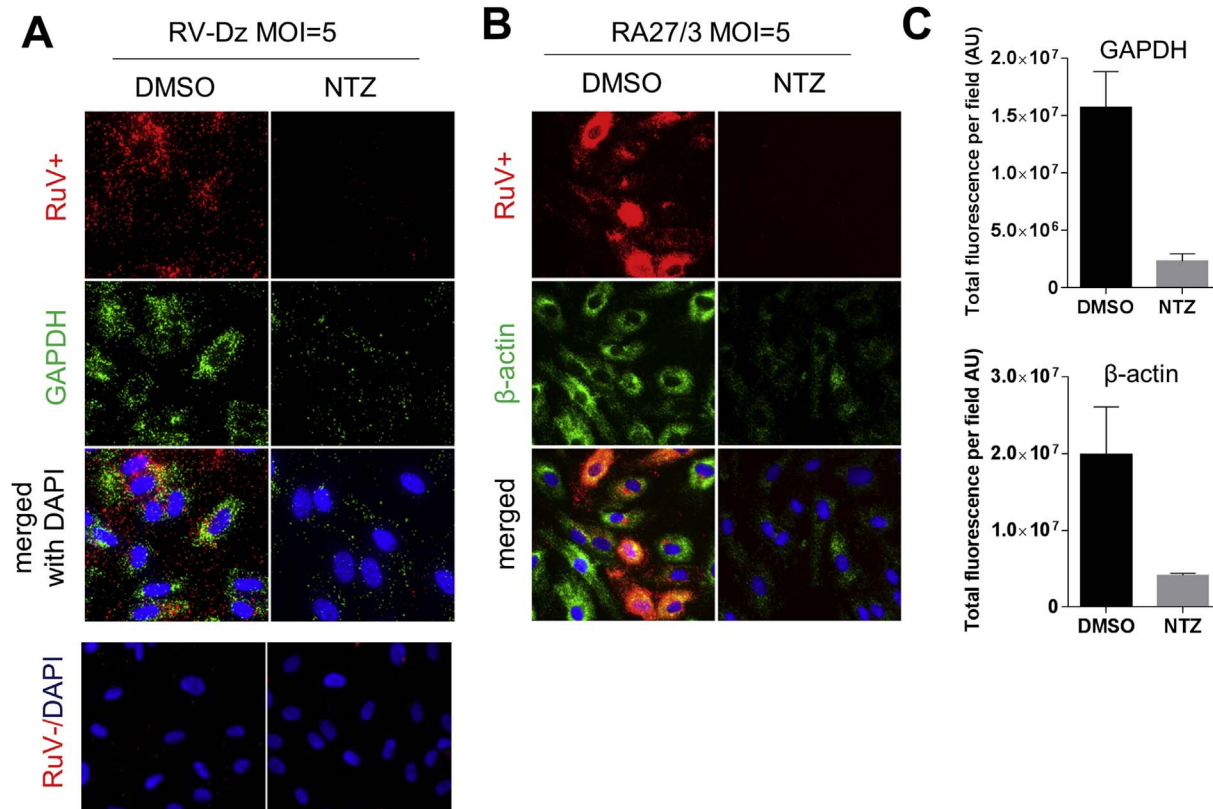 A
RV-Dz MOI=5
DMSO
NTZ
RuV+
GAPDH
merged
with DAPI
RuV-/DAPI
B
RA27/3 MOI=5
DMSO
NTZ
RuV+
β-actin
merged
C
GAPDH
Total fluorescence per field (AU)
2.0×10⁷
1.5×10⁷
1.0×10⁷
5.0×10⁶
0
DMSO
NTZ
β-actin
Total fluorescence per field AU)
3.0×10⁷
2.0×10⁷
1.0×10⁷
0
DMSO
NTZ